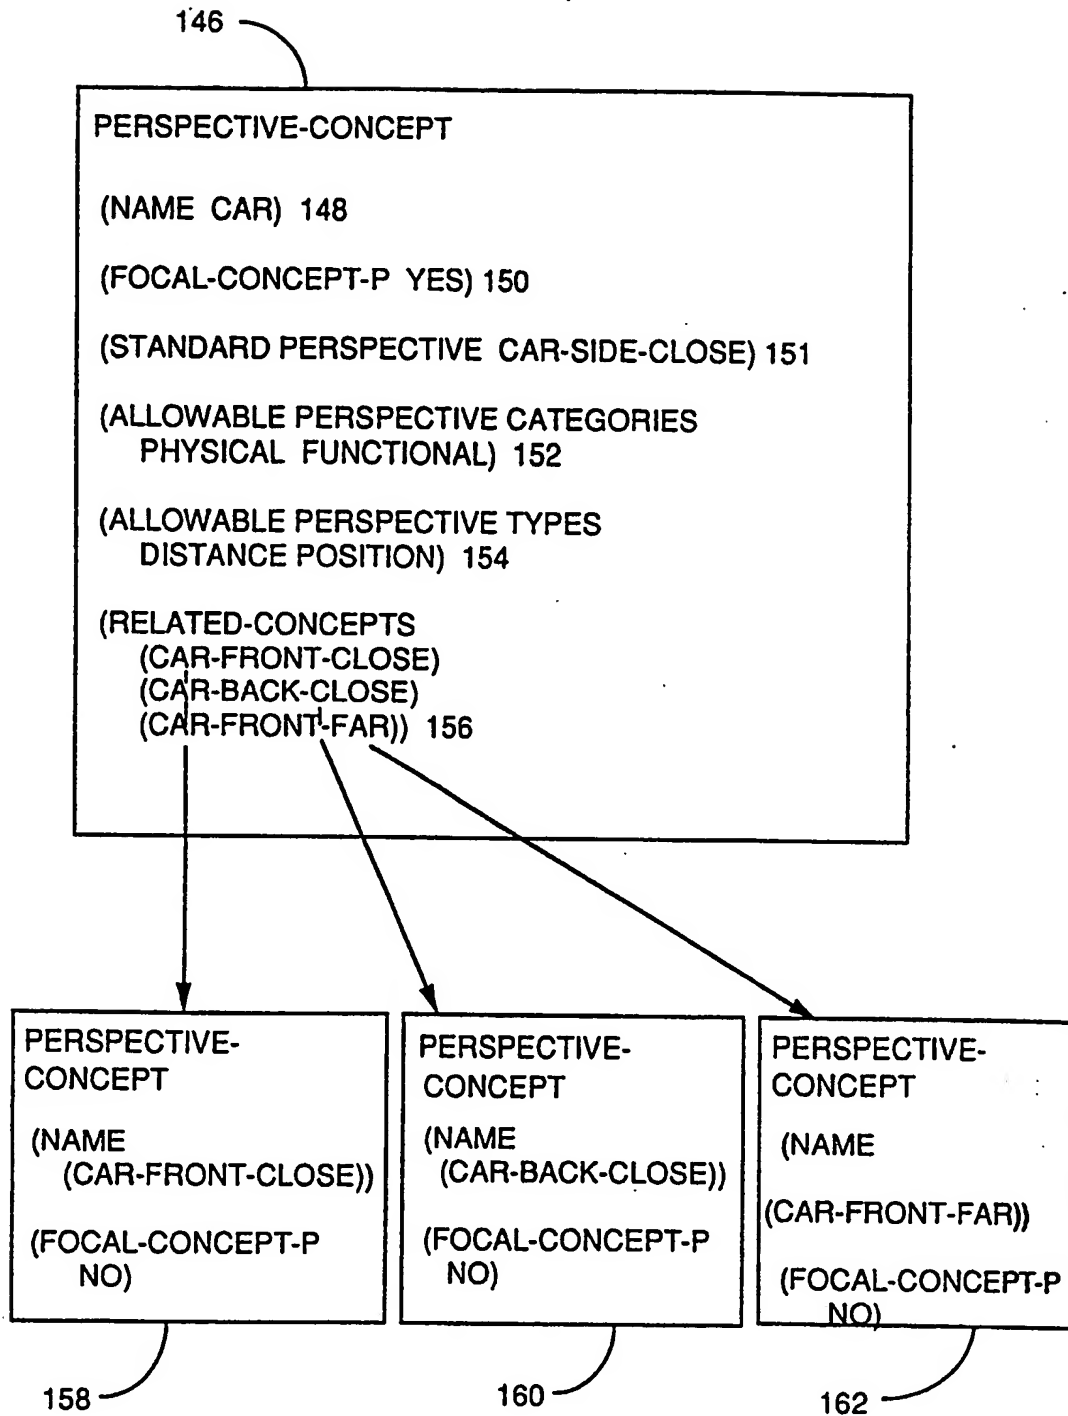 146
PERSPECTIVE-CONCEPT
(NAME CAR) 148
(FOCAL-CONCEPT-P YES) 150
(STANDARD PERSPECTIVE CAR-SIDE-CLOSE) 151
(ALLOWABLE PERSPECTIVE CATEGORIES
PHYSICAL FUNCTIONAL) 152
(ALLOWABLE PERSPECTIVE TYPES
DISTANCE POSITION) 154
(RELATED-CONCEPTS
(CAR-FRONT-CLOSE)
(CAR-BACK-CLOSE)
(CAR-FRONT-FAR)) 156
PERSPECTIVE-
CONCEPT
(NAME
(CAR-FRONT-CLOSE))
(FOCAL-CONCEPT-P
NO)
158
PERSPECTIVE-
CONCEPT
(NAME
(CAR-BACK-CLOSE))
(FOCAL-CONCEPT-P
NO)
160
PERSPECTIVE-
CONCEPT
(NAME
(CAR-FRONT-FAR))
(FOCAL-CONCEPT-P
NO)
162